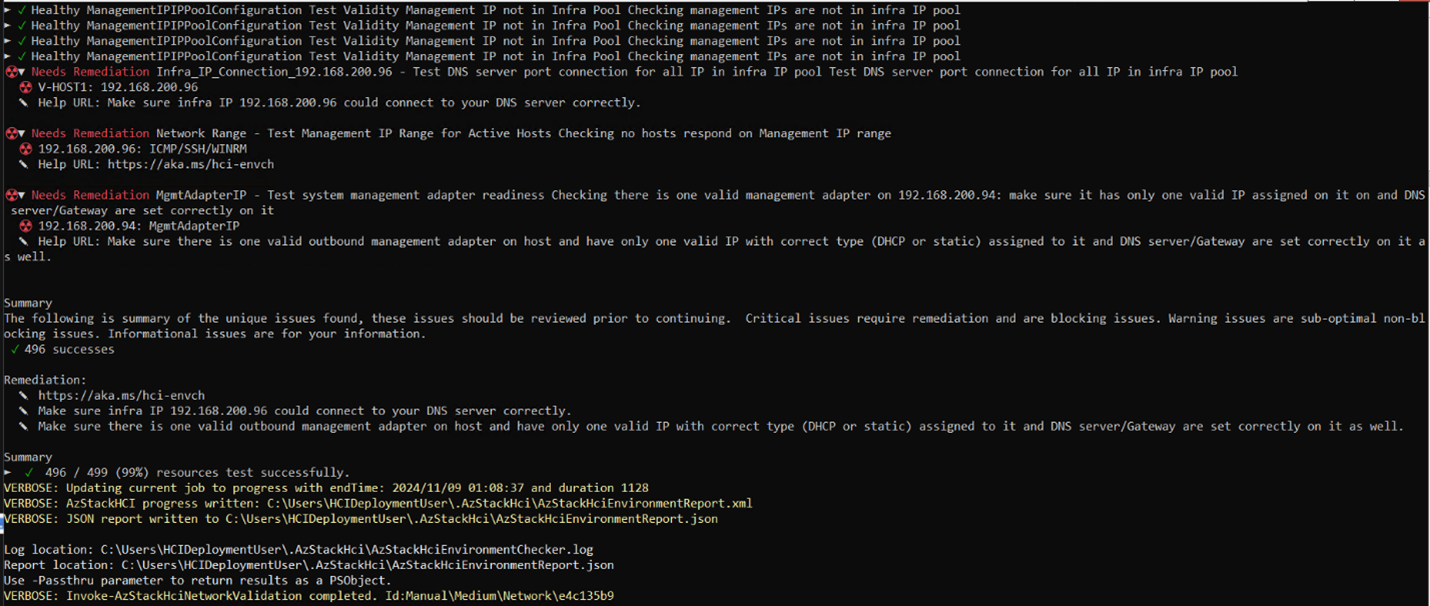 ► ✓ Healthy ManagementIPIPPoolConfiguration Test Validity Management IP not in Infra Pool Checking management IPs are not in infra IP pool
► ✓ Healthy ManagementIPIPPoolConfiguration Test Validity Management IP not in Infra Pool Checking management IPs are not in infra IP pool
► ✓ Healthy ManagementIPIPPoolConfiguration Test Validity Management IP not in Infra Pool Checking management IPs are not in infra IP pool
► ✓ Healthy ManagementIPIPPoolConfiguration Test Validity Management IP not in Infra Pool Checking management IPs are not in infra IP pool
☢▼ Needs Remediation Infra_IP_Connection_192.168.200.96 - Test DNS server port connection for all IP in infra IP pool Test DNS server port connection for all IP in infra IP pool
☢ V-HOST1: 192.168.200.96
Help URL: Make sure infra IP 192.168.200.96 could connect to your DNS server correctly.
☢▼ Needs Remediation Network Range - Test Management IP Range for Active Hosts Checking no hosts respond on Management IP range
☢ 192.168.200.96: ICMP/SSH/WINRM
Help URL: https://aka.ms/hci-envch
☢▼ Needs Remediation MgmtAdapterIP - Test system management adapter readiness Checking there is one valid management adapter on 192.168.200.94: make sure it has only one valid IP assigned on it on and DNS
server/Gateway are set correctly on it
☢ 192.168.200.94: MgmtAdapterIP
Help URL: Make sure there is one valid outbound management adapter on host and have only one valid IP with correct type (DHCP or static) assigned to it and DNS server/Gateway are set correctly on it a
s well.
Summary
The following is summary of the unique issues found, these issues should be reviewed prior to continuing.  Critical issues require remediation and are blocking issues. Warning issues are sub-optimal non-bl
ocking issues. Informational issues are for your information.
✓ 496 successes
Remediation:
https://aka.ms/hci-envch
Make sure infra IP 192.168.200.96 could connect to your DNS server correctly.
Make sure there is one valid outbound management adapter on host and have only one valid IP with correct type (DHCP or static) assigned to it and DNS server/Gateway are set correctly on it as well.
Summary
► ✓ 496 / 499 (99%) resources test successfully.
VERBOSE: Updating current job to progress with endTime: 2024/11/09 01:08:37 and duration 1128
VERBOSE: AzStackHCI progress written: C:\Users\HCIDeploymentUser\.AzStackHci\AzStackHciEnvironmentReport.xml
VERBOSE: JSON report written to C:\Users\HCIDeploymentUser\.AzStackHci\AzStackHciEnvironmentReport.json
Log location: C:\Users\HCIDeploymentUser\.AzStackHci\AzStackHciEnvironmentChecker.log
Report location: C:\Users\HCIDeploymentUser\.AzStackHci\AzStackHciEnvironmentReport.json
Use -Passthru parameter to return results as a PSObject.
VERBOSE: Invoke-AzStackHciNetworkValidation completed. Id:Manual\Medium\Network\e4c135b9